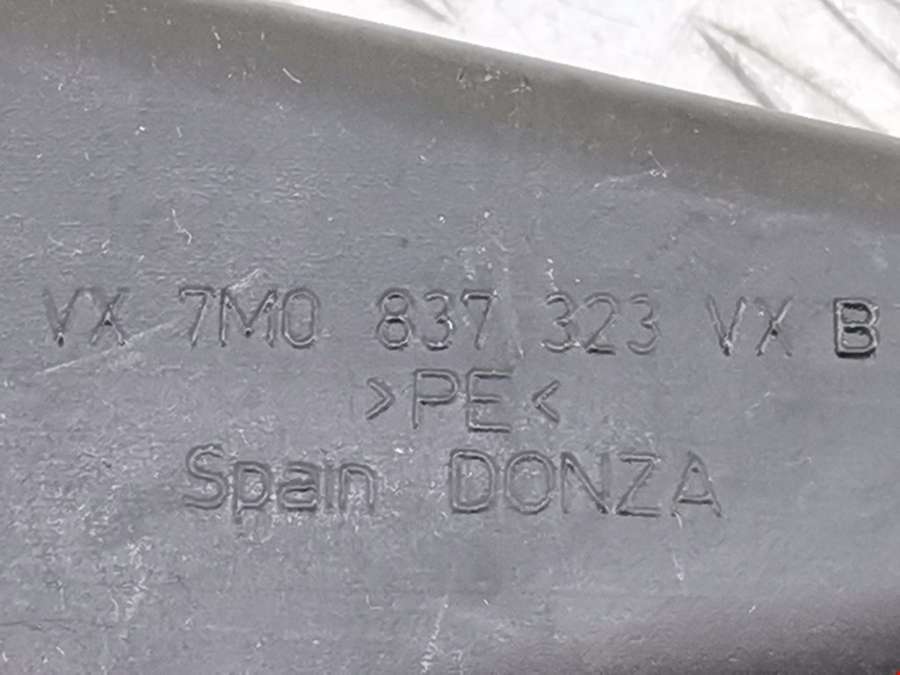 VX 7M0 837 323 VX B
>PE<
Spain DONZA